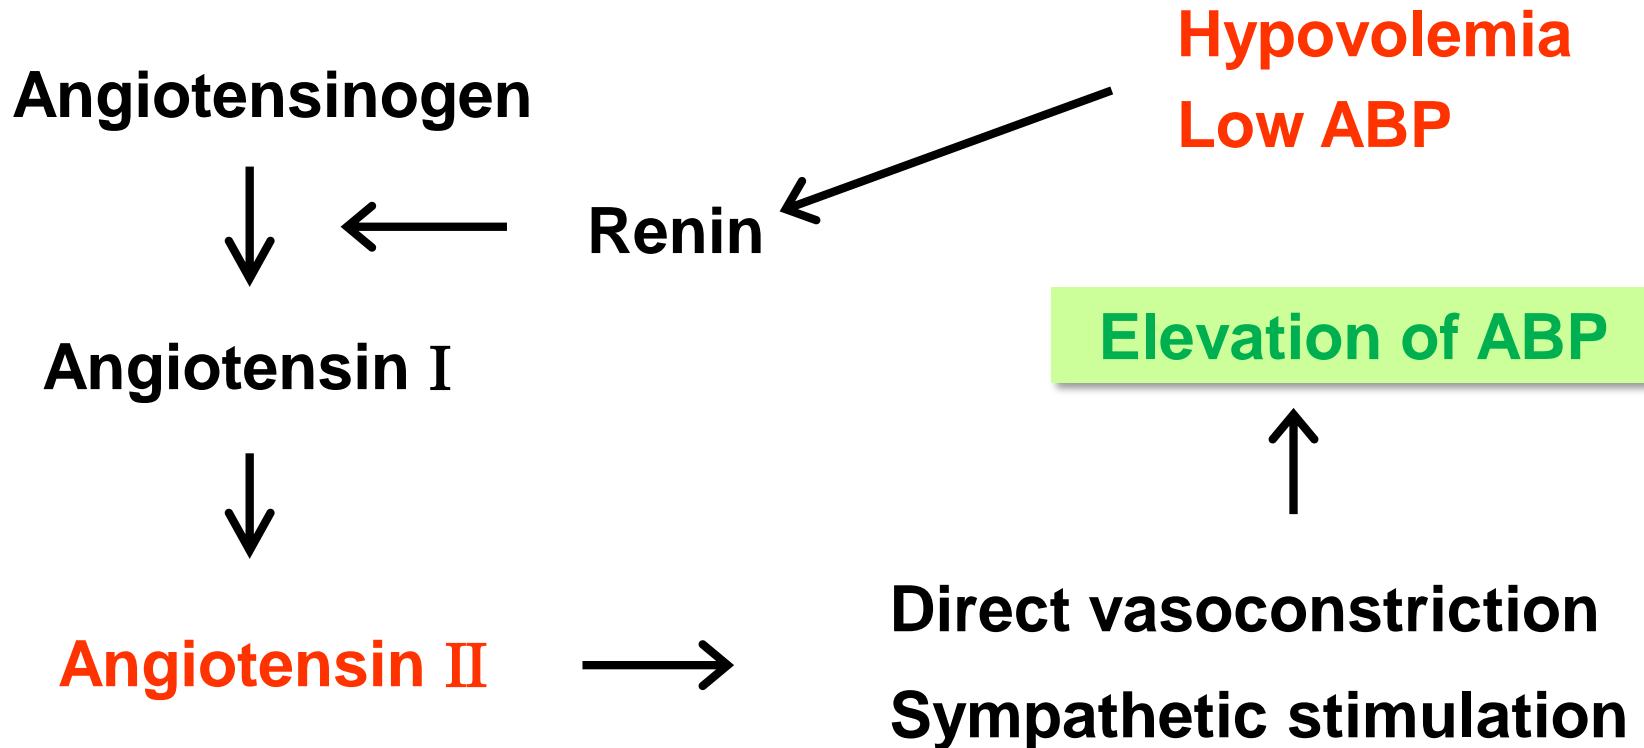 Hypovolemia
Low ABP
Angiotensinogen
Renin
Angiotensin Ⅰ
Elevation of ABP
Angiotensin Ⅱ
Direct vasoconstriction
Sympathetic stimulation